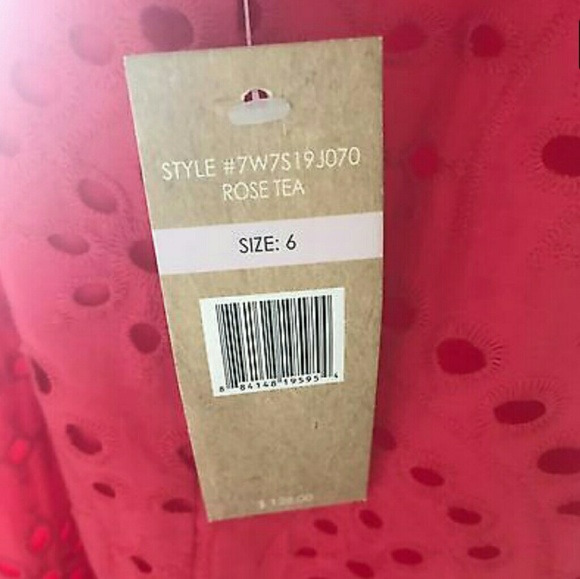 STYLE #7W7S19J070
ROSE TEA
SIZE: 6
8 84148 19595 4